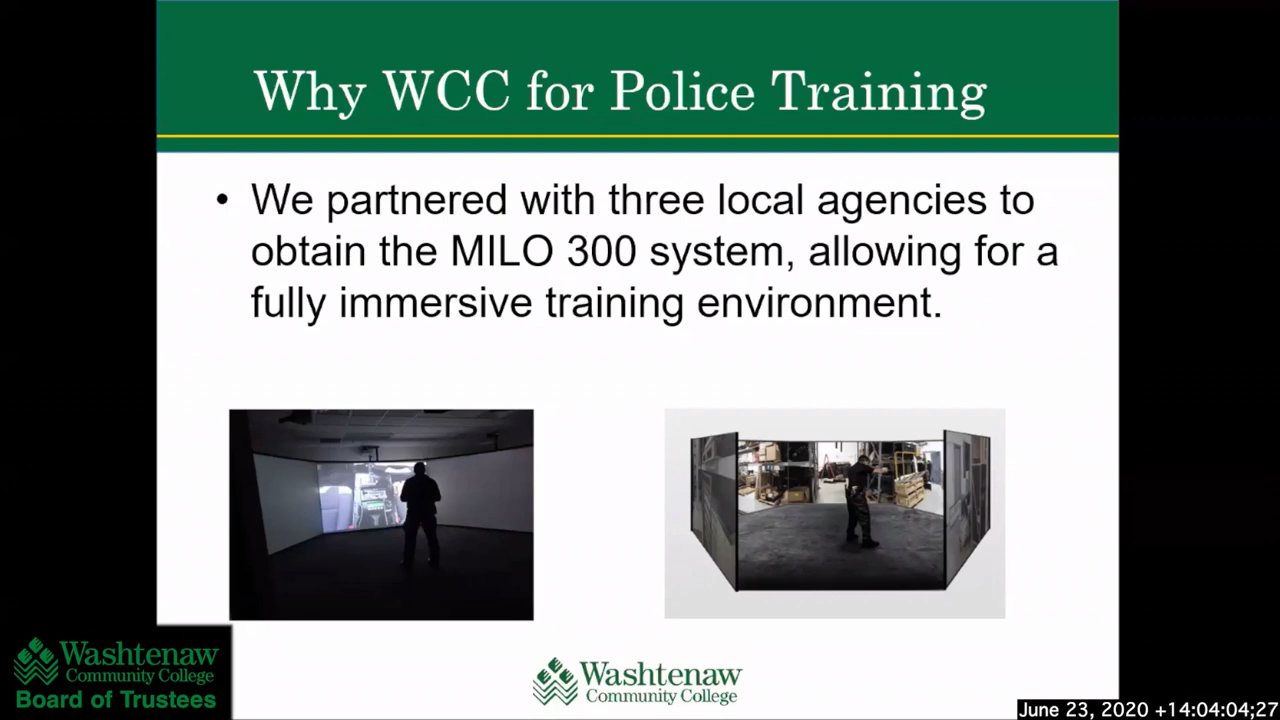 Why WCC for Police Training
• We partnered with three local agencies to
obtain the MILO 300 system, allowing for a
fully immersive training environment.
Washtenaw
Community College
Board of Trustees
Washtenaw
Community College
June 23, 2020 +14:04:04;27